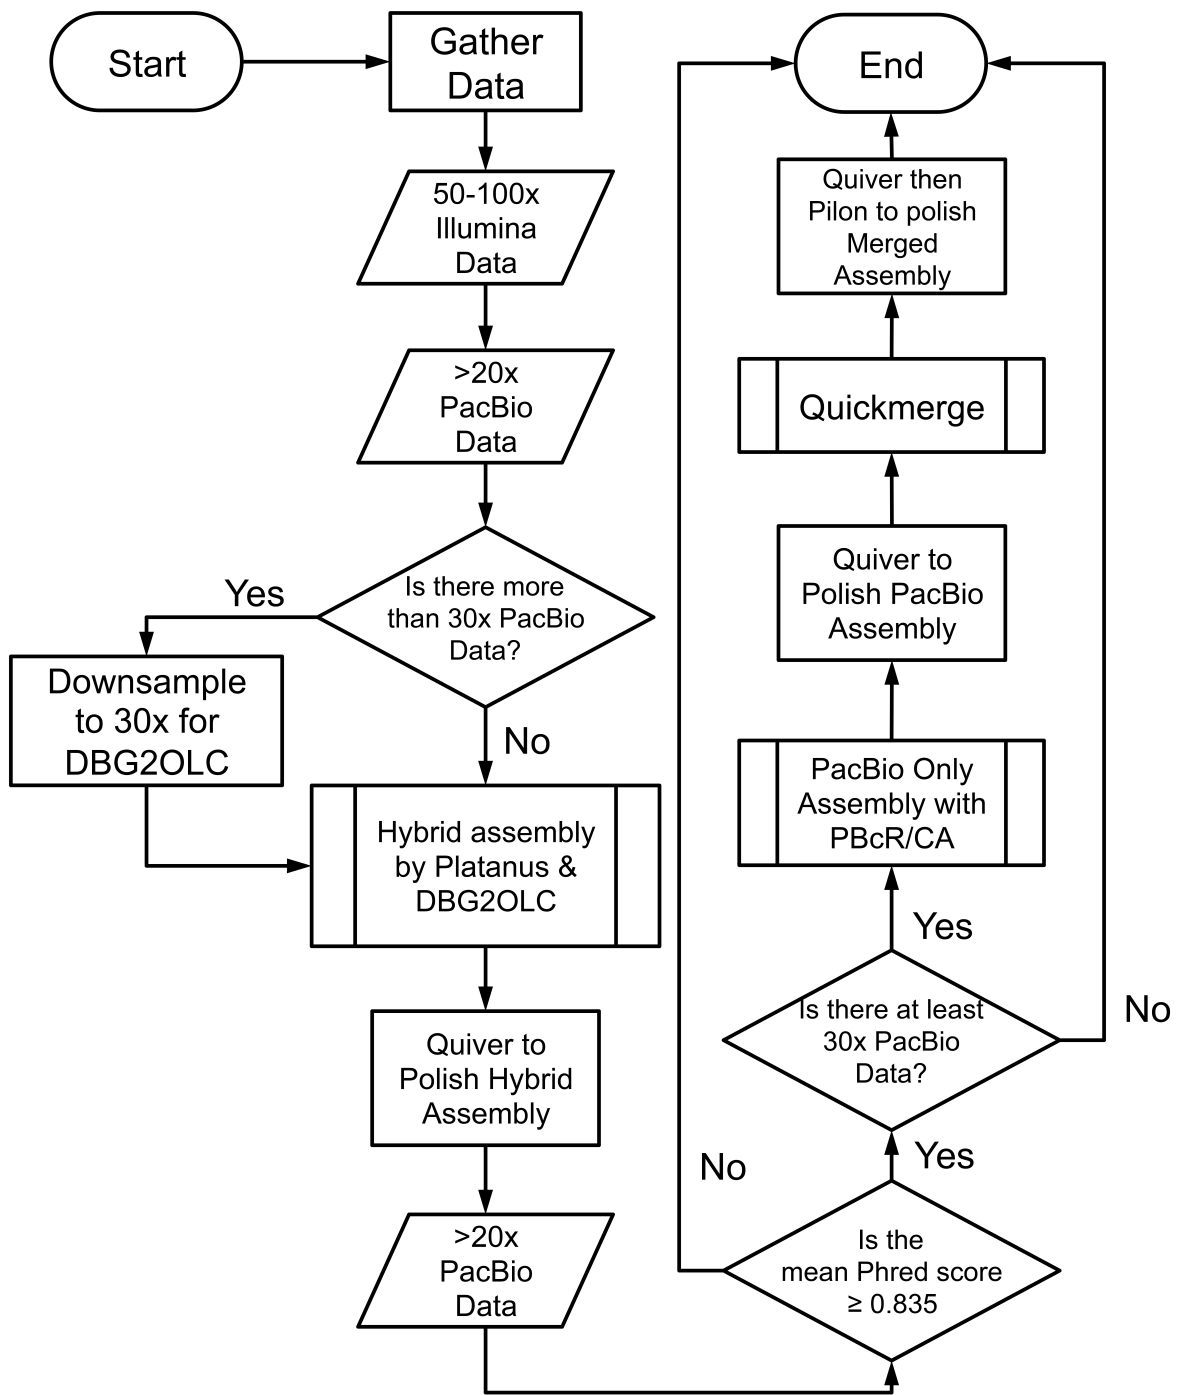 Start
Gather
Data
50-100x
Illumina
Data
>20x
PacBio
Data
Is there more
than 30x PacBio
Data?
Yes
No
Downsample
to 30x for
DBG2OLC
Hybrid assembly
by Platanus &
DBG2OLC
Quiver to
Polish Hybrid
Assembly
>20x
PacBio
Data
Is the
mean Phred score
≥ 0.835
No
Yes
Is there at least
30x PacBio
Data?
No
Yes
PacBio Only
Assembly with
PBcR/CA
Quiver to
Polish PacBio
Assembly
Quickmerge
Quiver then
Pilon to polish
Merged
Assembly
End